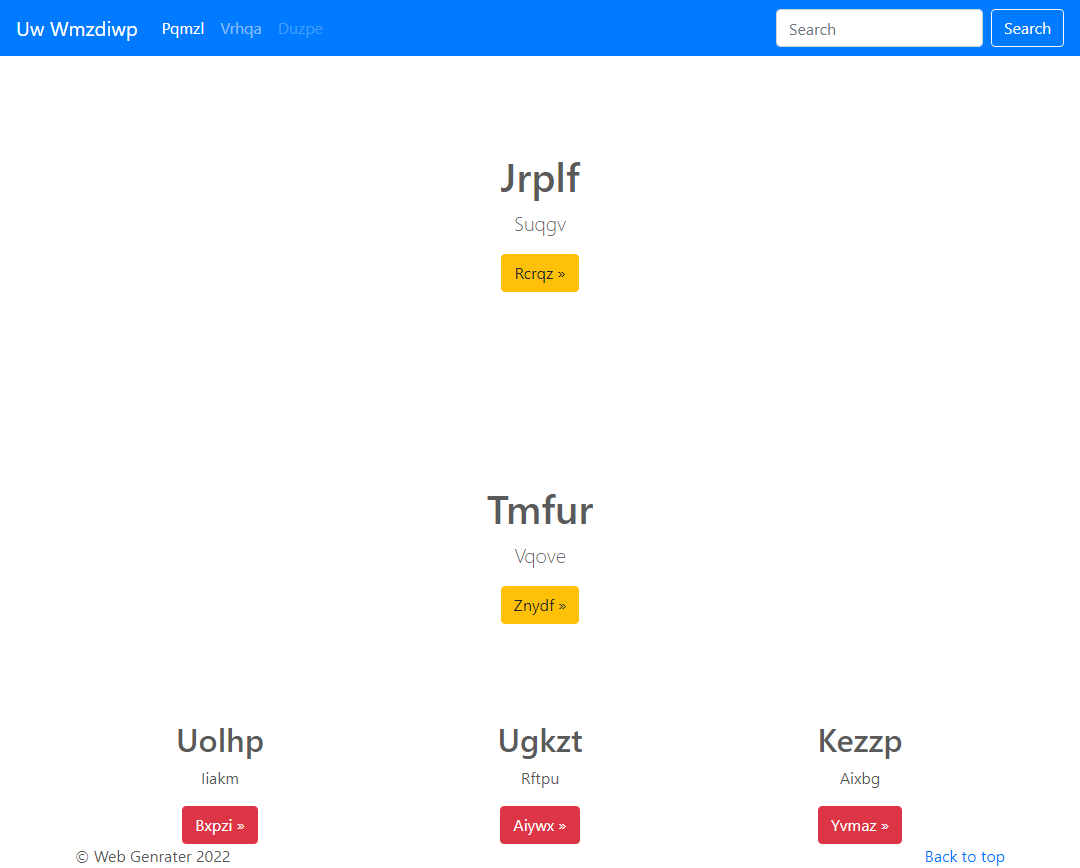 Uw Wmzdiwp Pqmzl Vrhqa Duzpe Search Search
Jrplf
Suqgv
Rcrqz »
Tmfur
Vqove
Znydf »
Uolhp Ugkzt Kezzp
Iiakm Rftpu Aixbg
Bxpzi » Aiywx » Yvmaz »
© Web Genrater 2022 Back to top